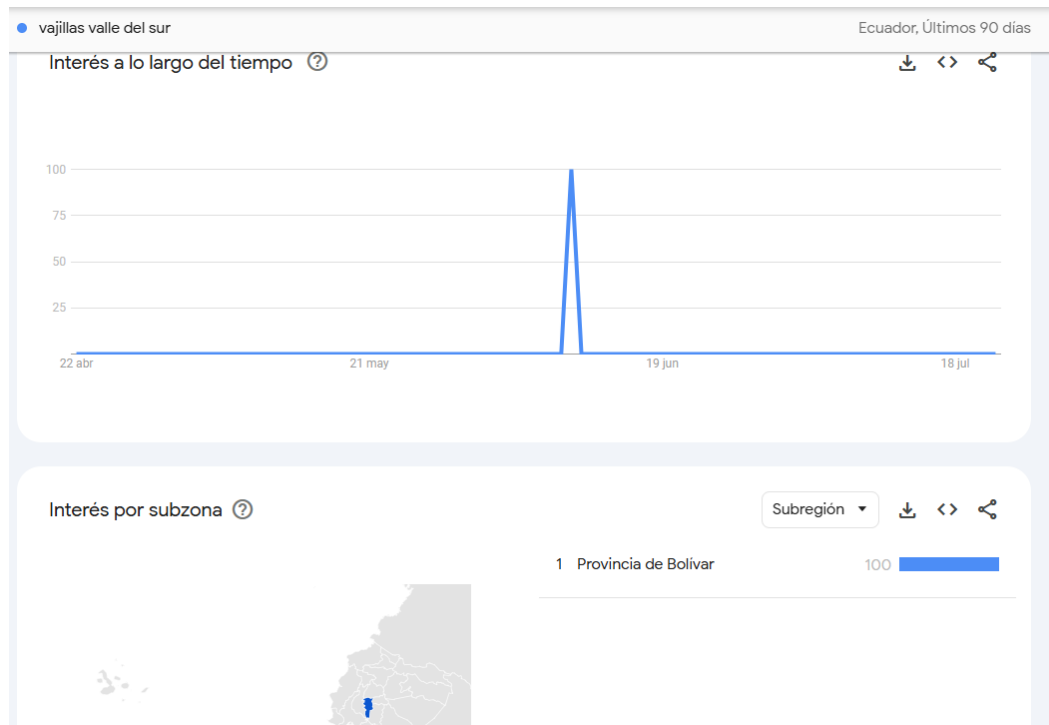 vajillas valle del sur
Ecuador, Últimos 90 días
Interés a lo largo del tiempo
100
75
50
25
22 abr
21 may
19 jun
18 jul
Interés por subzona
Subregión
1 Provincia de Bolívar 100